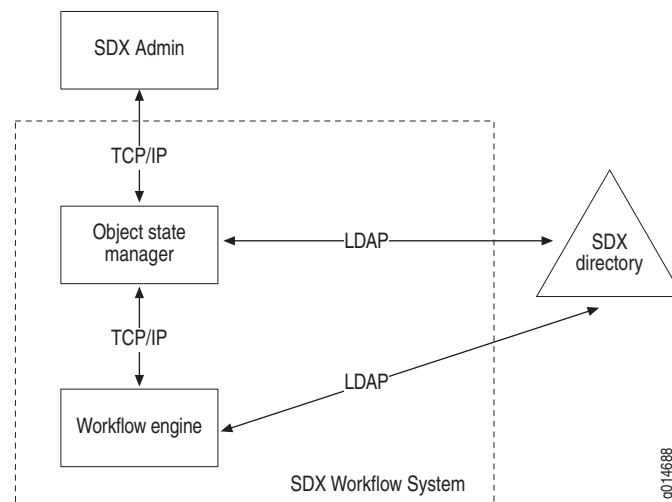 SDX Admin
TCP/IP
Object state
manager
LDAP
SDX
directory
TCP/IP
LDAP
Workflow engine
SDX Workflow System
g014688